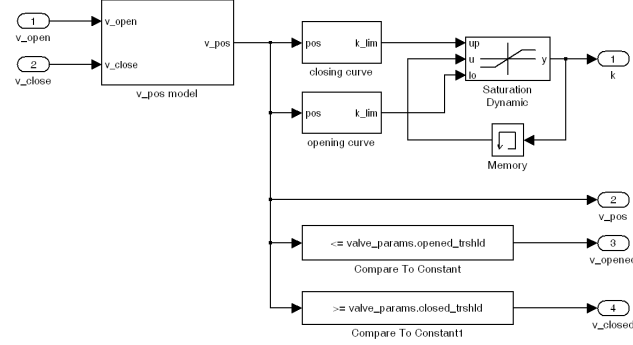 1
v_open
2
v_close
v_open
v_close
v_pos
v_pos model
pos
k_lim
closing curve
pos
k_lim
opening curve
up
u
lo
y
Saturation
Dynamic
Memory
1
k
2
v_pos
<= valve_params.opened_trshld
Compare To Constant
3
v_opened
>= valve_params.closed_trshld
Compare To Constant1
4
v_closed